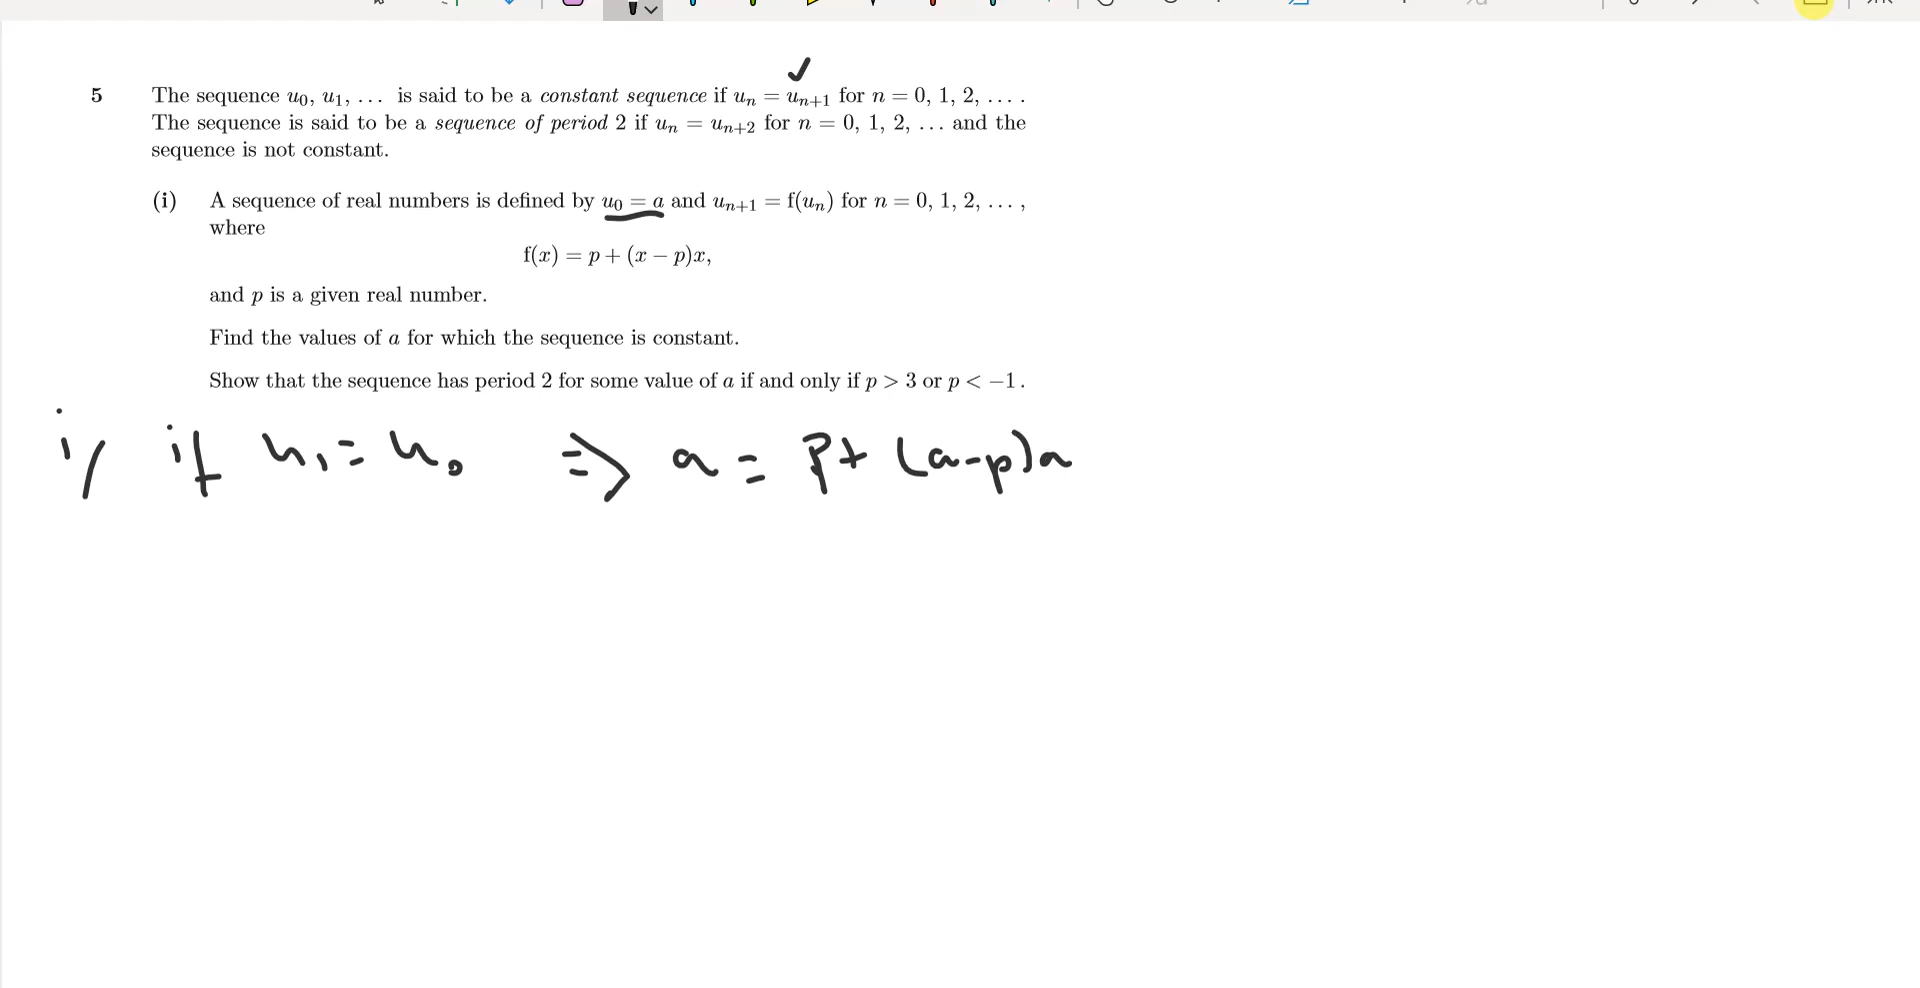 5 The sequence u₀, u₁, ... is said to be a constant sequence if uₙ = uₙ₊₁ for n = 0, 1, 2, ... .
The sequence is said to be a sequence of period 2 if uₙ = uₙ₊₂ for n = 0, 1, 2, ... and the
sequence is not constant.
(i) A sequence of real numbers is defined by u₀ = a and uₙ₊₁ = f(uₙ) for n = 0, 1, 2, ... ,
where
f(x) = p + (x − p)x,
and p is a given real number.
Find the values of a for which the sequence is constant.
Show that the sequence has period 2 for some value of a if and only if p > 3 or p < −1 .
i/ if u₁ = u₀ ⇒ a = p + (a-p)a